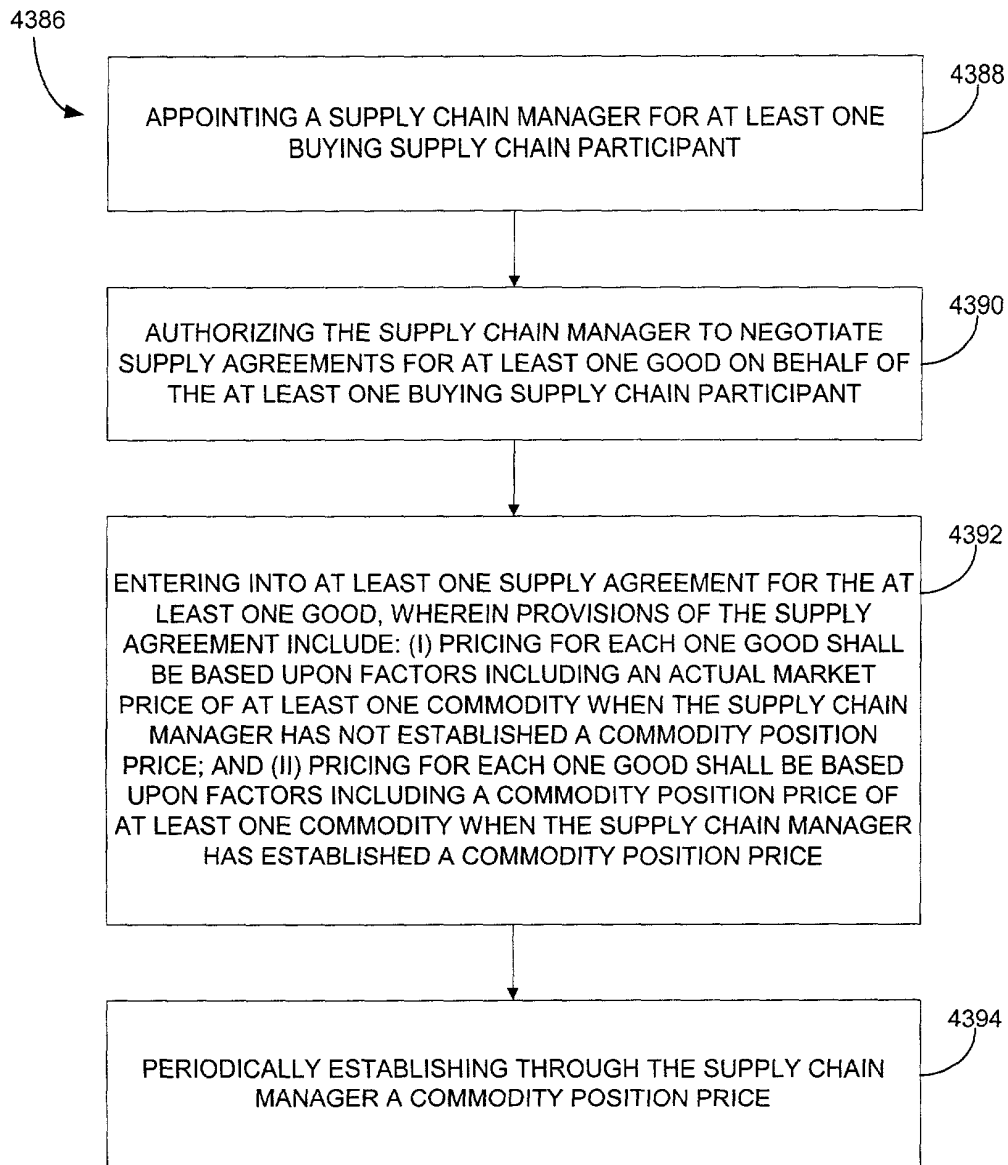 4386
4388
APPOINTING A SUPPLY CHAIN MANAGER FOR AT LEAST ONE
BUYING SUPPLY CHAIN PARTICIPANT
4390
AUTHORIZING THE SUPPLY CHAIN MANAGER TO NEGOTIATE
SUPPLY AGREEMENTS FOR AT LEAST ONE GOOD ON BEHALF OF
THE AT LEAST ONE BUYING SUPPLY CHAIN PARTICIPANT
4392
ENTERING INTO AT LEAST ONE SUPPLY AGREEMENT FOR THE AT
LEAST ONE GOOD, WHEREIN PROVISIONS OF THE SUPPLY
AGREEMENT INCLUDE: (I) PRICING FOR EACH ONE GOOD SHALL
BE BASED UPON FACTORS INCLUDING AN ACTUAL MARKET
PRICE OF AT LEAST ONE COMMODITY WHEN THE SUPPLY CHAIN
MANAGER HAS NOT ESTABLISHED A COMMODITY POSITION
PRICE; AND (II) PRICING FOR EACH ONE GOOD SHALL BE BASED
UPON FACTORS INCLUDING A COMMODITY POSITION PRICE OF
AT LEAST ONE COMMODITY WHEN THE SUPPLY CHAIN MANAGER
HAS ESTABLISHED A COMMODITY POSITION PRICE
4394
PERIODICALLY ESTABLISHING THROUGH THE SUPPLY CHAIN
MANAGER A COMMODITY POSITION PRICE